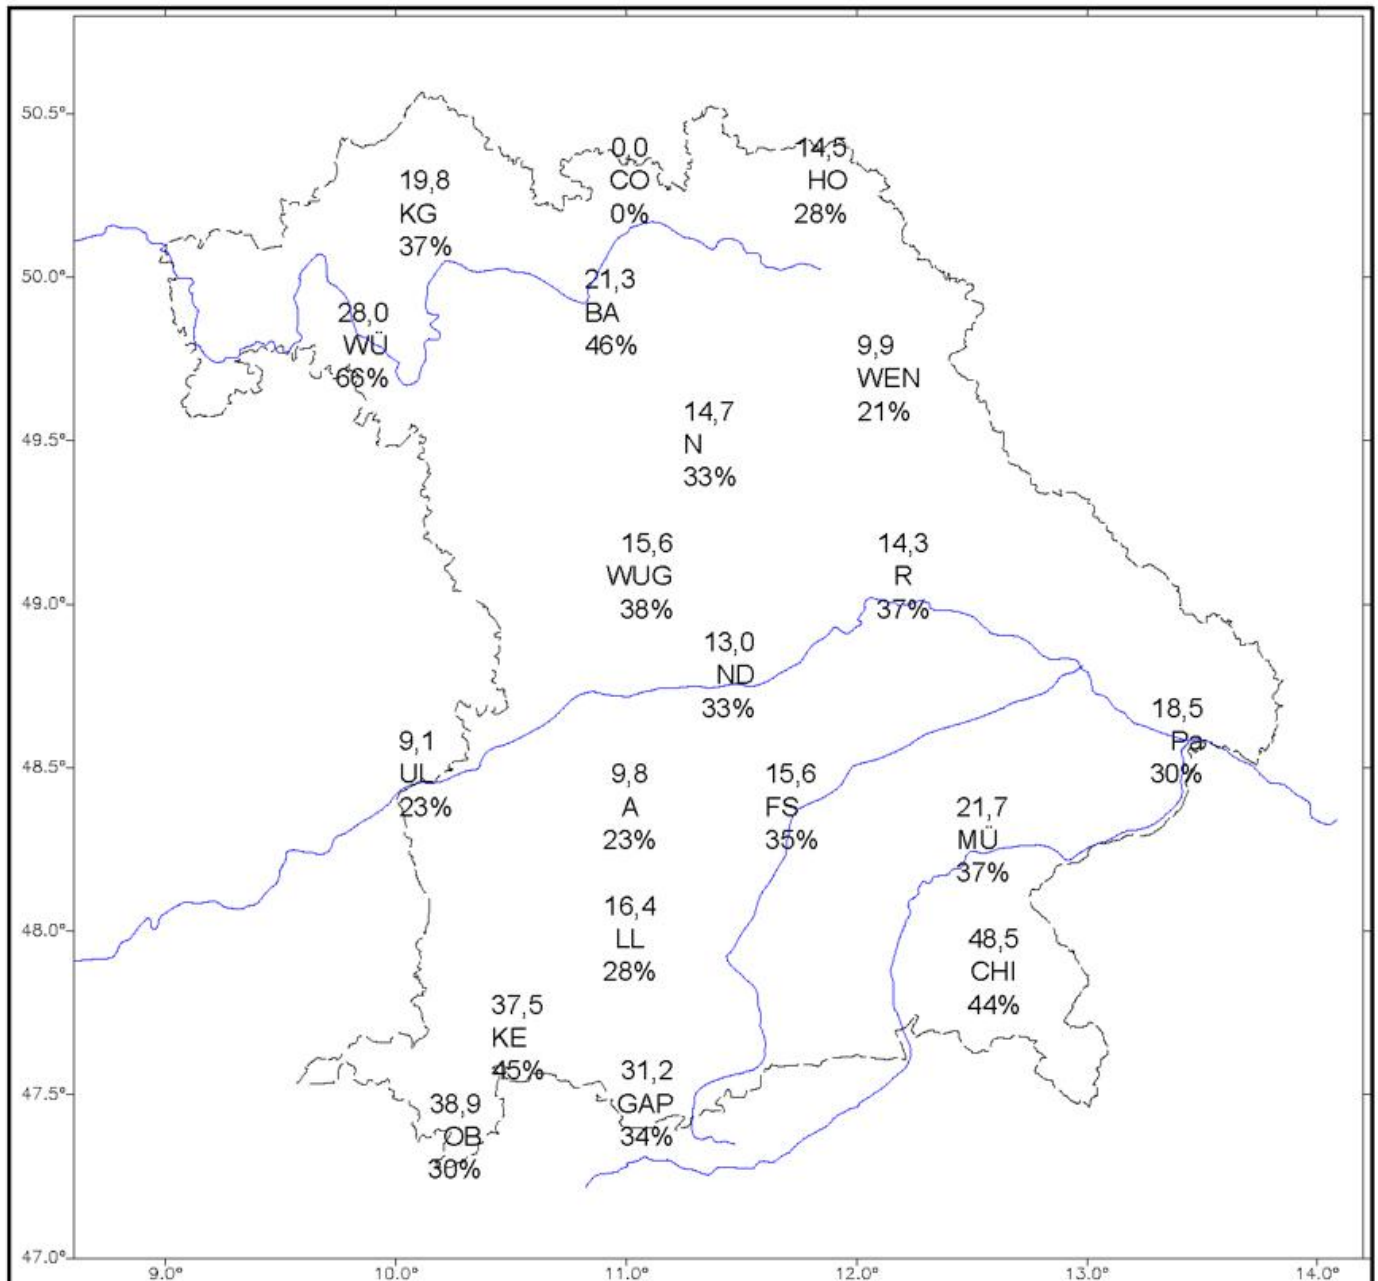 50.5°
0,0
CO
0%
14,5
HO
28%
19,8
KG
37%
50.0°
21,3
BA
46%
28,0
WÜ
66%
9,9
WEN
21%
49.5°
14,7
N
33%
15,6
WUG
38%
14,3
R
37%
49.0°
13,0
ND
33%
18,5
Pa
30%
9,1
UL
23%
48.5°
9,8
A
23%
15,6
FS
35%
21,7
MÜ
37%
16,4
LL
28%
48.0°
48,5
CHI
44%
37,5
KE
45%
31,2
GAP
34%
47.5°
38,9
OB
30%
47.0°
9.0° 10.0° 11.0° 12.0° 13.0° 14.0°